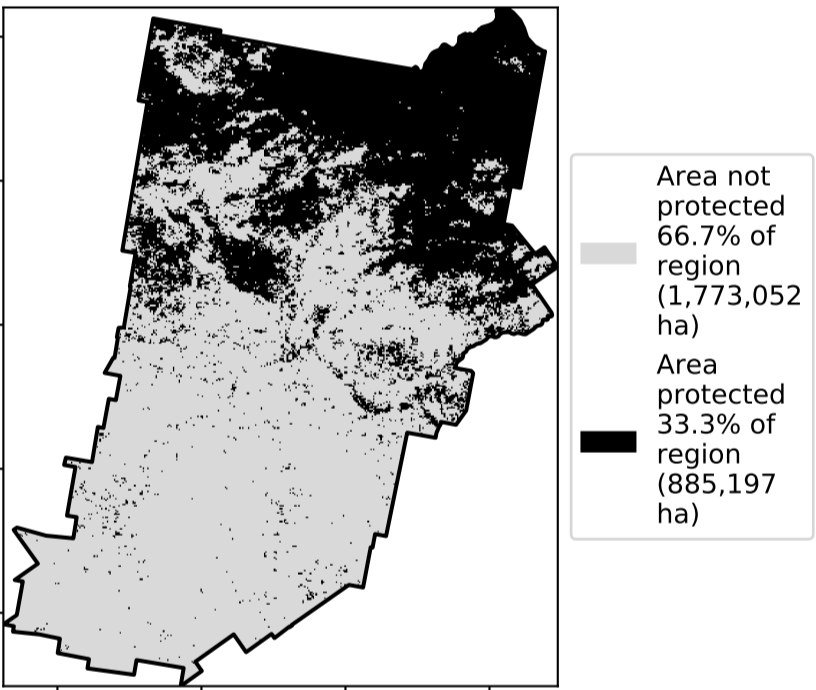 Area not
protected
66.7% of
region
(1,773,052
ha)
Area
protected
33.3% of
region
(885,197
ha)